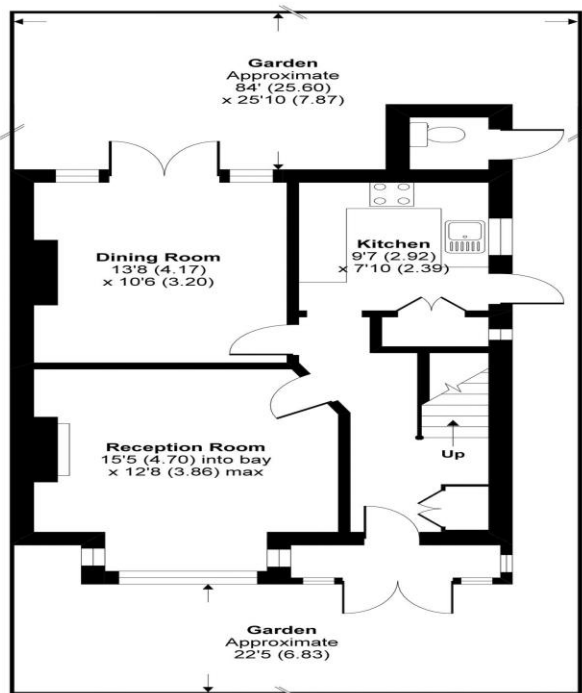 Garden
Approximate
84' (25.60)
x 25'10 (7.87)
Kitchen
9'7 (2.92)
x 7'10 (2.39)
Dining Room
13'8 (4.17)
x 10'6 (3.20)
Reception Room
15'5 (4.70) into bay
x 12'8 (3.86) max
Up
Garden
Approximate
22'5 (6.83)